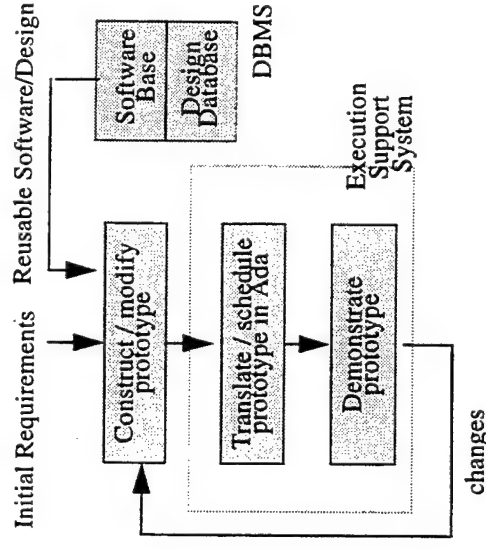 Initial Requirements
Reusable Software/Design
Construct / modify
prototype
Software
Base
Design
Database
DBMS
Translate / schedule
prototype in Ada
Demonstrate
prototype
Execution
Support
System
changes